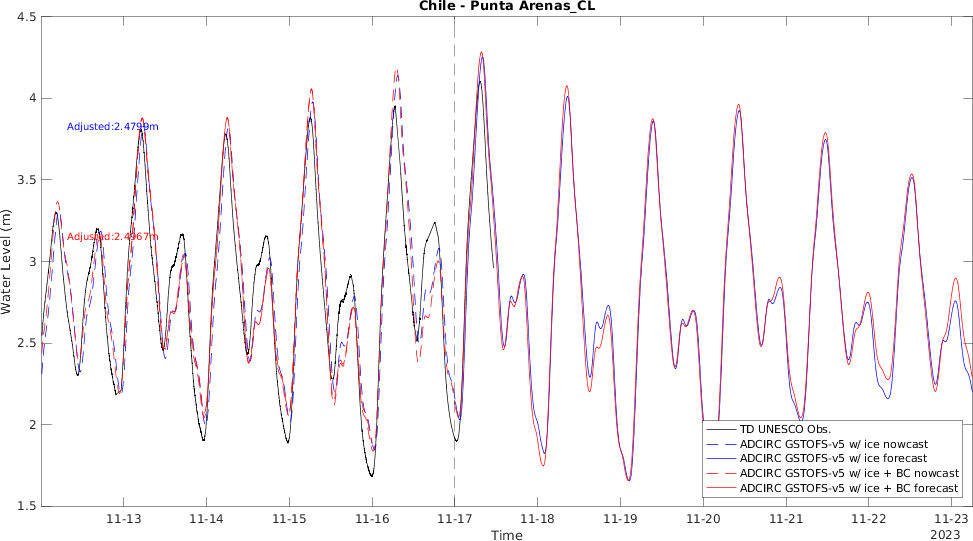 Chile - Punta Arenas_CL
4.5
4
3.5
3
2.5
2
1.5
Water Level (m)
Adjusted:2.4799m
Adjusted:2.4967m
TD UNESCO Obs.
ADCIRC GSTOFS-v5 w/ ice nowcast
ADCIRC GSTOFS-v5 w/ ice forecast
ADCIRC GSTOFS-v5 w/ ice + BC nowcast
ADCIRC GSTOFS-v5 w/ ice + BC forecast
11-13 11-14 11-15 11-16 11-17 11-18 11-19 11-20 11-21 11-22 11-23
Time
2023